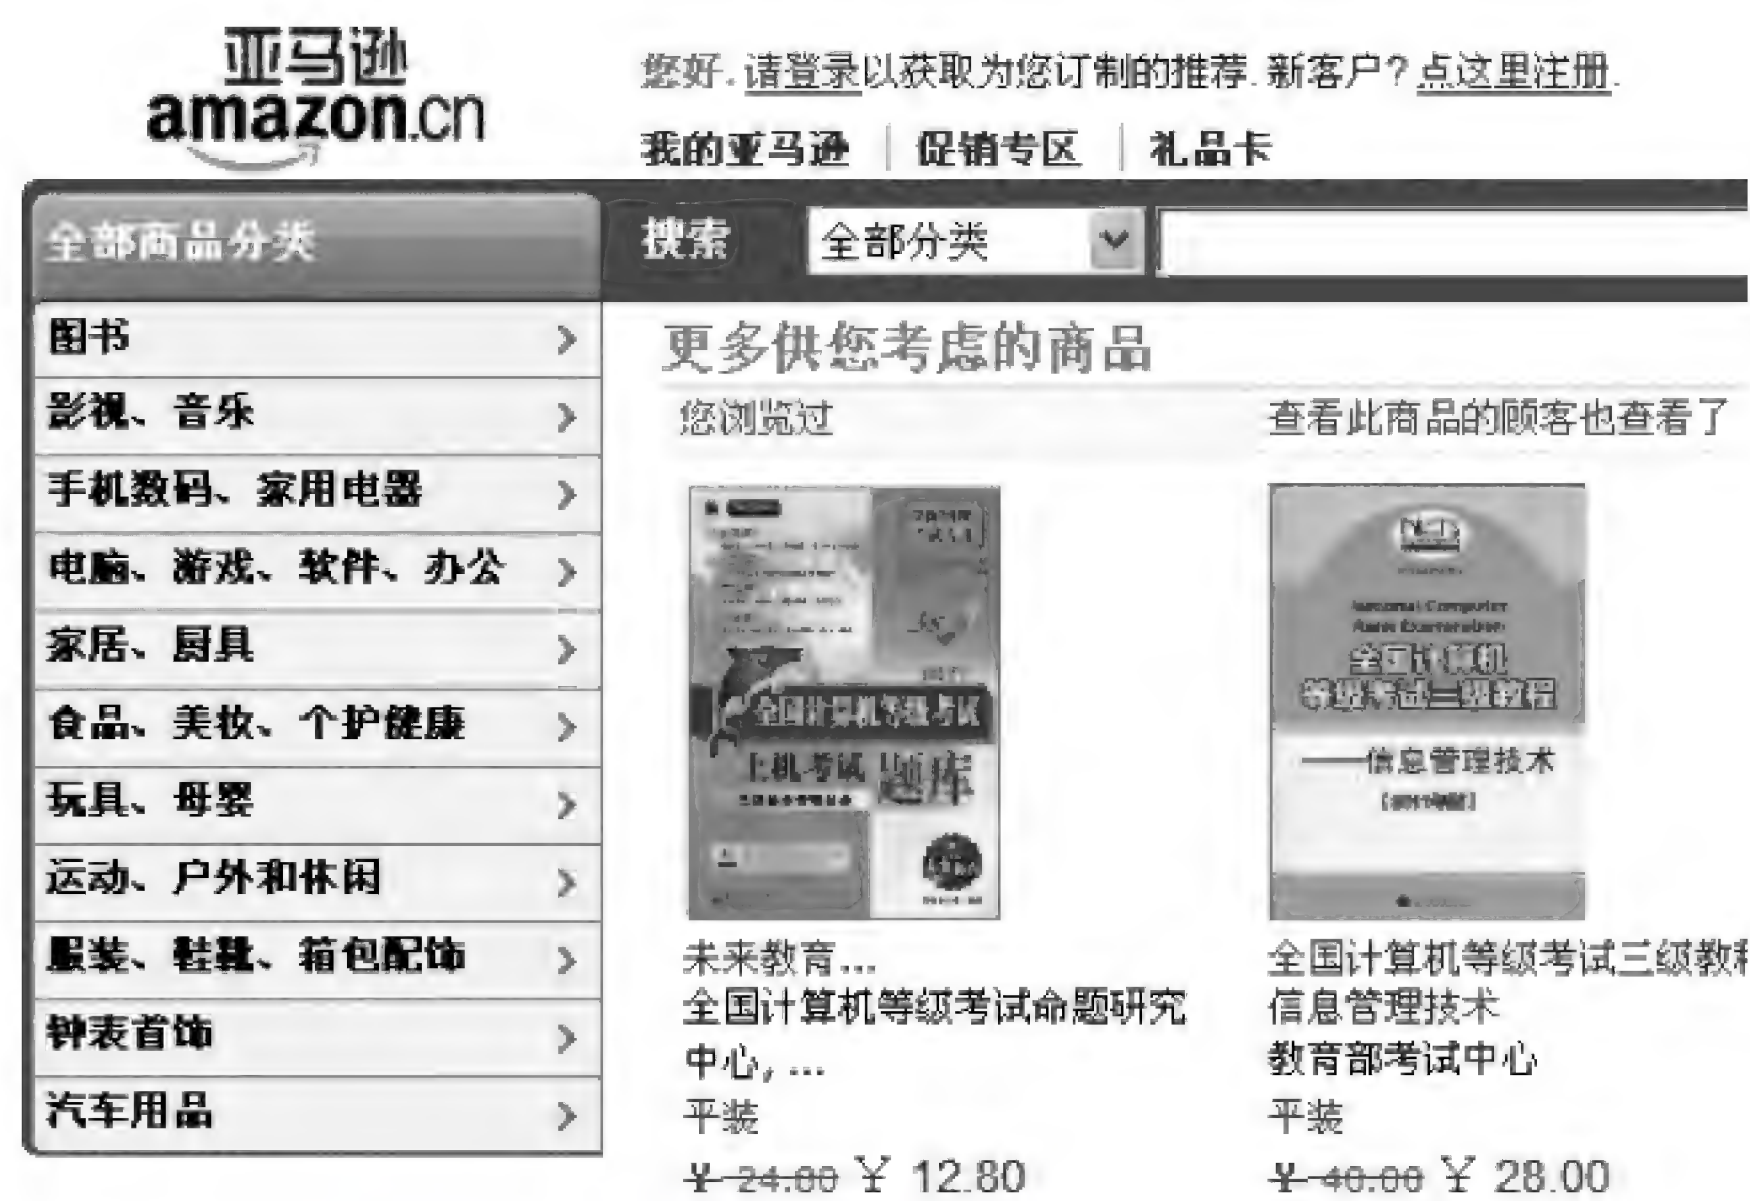 亚马逊
amazon.cn
您好. 请登录以获取为您订制的推荐. 新客户? 点这里注册.
我的亚马逊 | 促销专区 | 礼品卡
全部商品分类
搜索 全部分类
图书
影视、音乐
手机数码、家用电器
电脑、游戏、软件、办公
家居、厨具
食品、美妆、个护健康
玩具、母婴
运动、户外和休闲
服装、鞋靴、箱包配饰
钟表首饰
汽车用品
更多供您考虑的商品
您浏览过
全国计算机等级考试
上机考试 题库
未来教育...
全国计算机等级考试命题研究
中心, ...
平装
¥ 24.00 ¥ 12.80
查看此商品的顾客也查看了
National Computer
Rank Examination
全国计算机
等级考试三级教程
——信息管理技术
全国计算机等级考试三级教程
信息管理技术
教育部考试中心
平装
¥ 40.00 ¥ 28.00